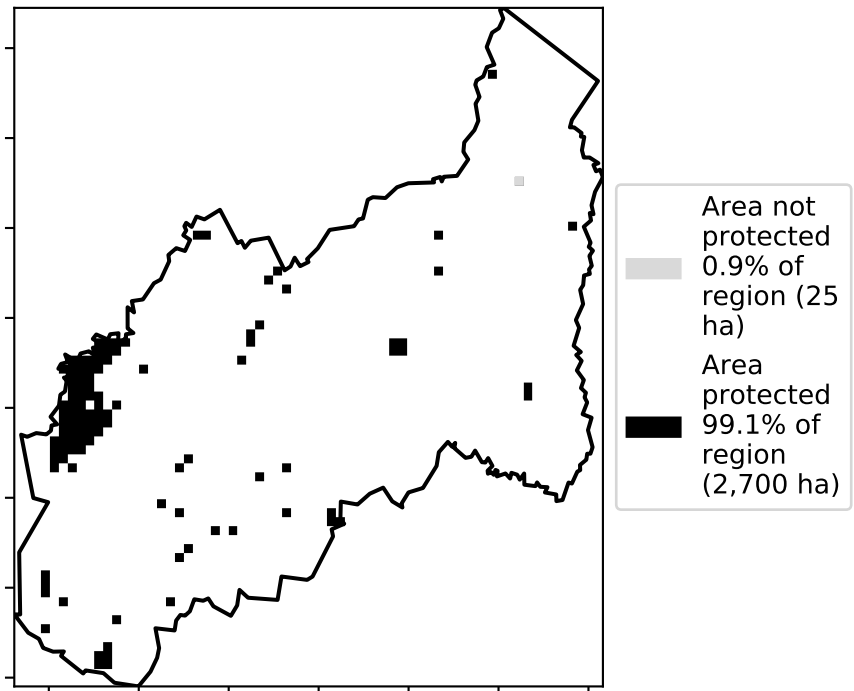 Area not
protected
0.9% of
region (25
ha)
Area
protected
99.1% of
region
(2,700 ha)